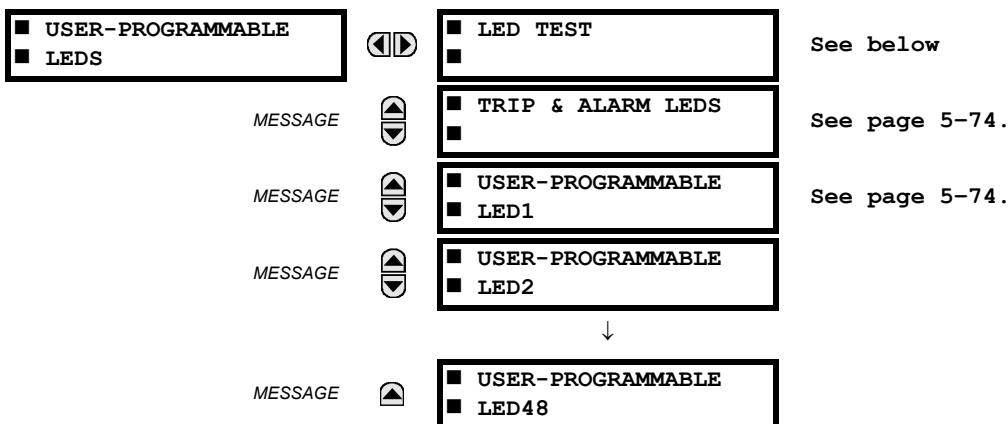 ■ USER-PROGRAMMABLE
■ LEDS
■ LED TEST
■
See below
MESSAGE
■ TRIP & ALARM LEDS
■
See page 5–74.
MESSAGE
■ USER-PROGRAMMABLE
■ LED1
See page 5–74.
MESSAGE
■ USER-PROGRAMMABLE
■ LED2
↓
MESSAGE
■ USER-PROGRAMMABLE
■ LED48